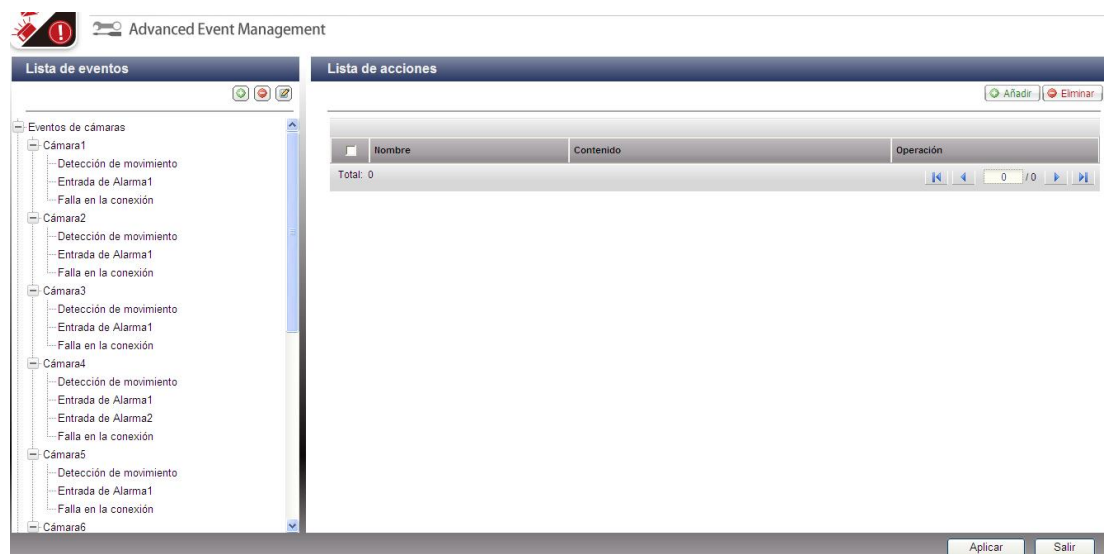 Advanced Event Management
Lista de eventos
Eventos de cámaras
Cámara1
Detección de movimiento
Entrada de Alarma1
Falla en la conexión
Cámara2
Detección de movimiento
Entrada de Alarma1
Falla en la conexión
Cámara3
Detección de movimiento
Entrada de Alarma1
Falla en la conexión
Cámara4
Detección de movimiento
Entrada de Alarma1
Entrada de Alarma2
Falla en la conexión
Cámara5
Detección de movimiento
Entrada de Alarma1
Falla en la conexión
Cámara6
Lista de acciones
Añadir Eliminar
Nombre Contenido Operación
Total: 0 0 / 0
Aplicar Salir